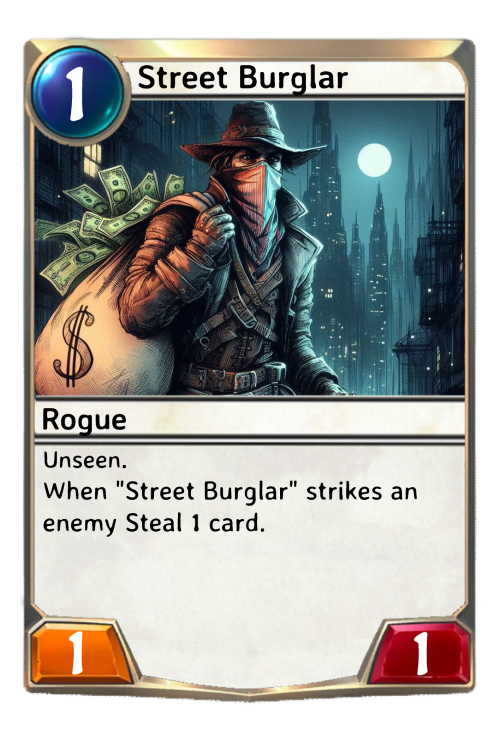 1
Street Burglar
$
Rogue
Unseen.
When "Street Burglar" strikes an
enemy Steal 1 card.
1
1